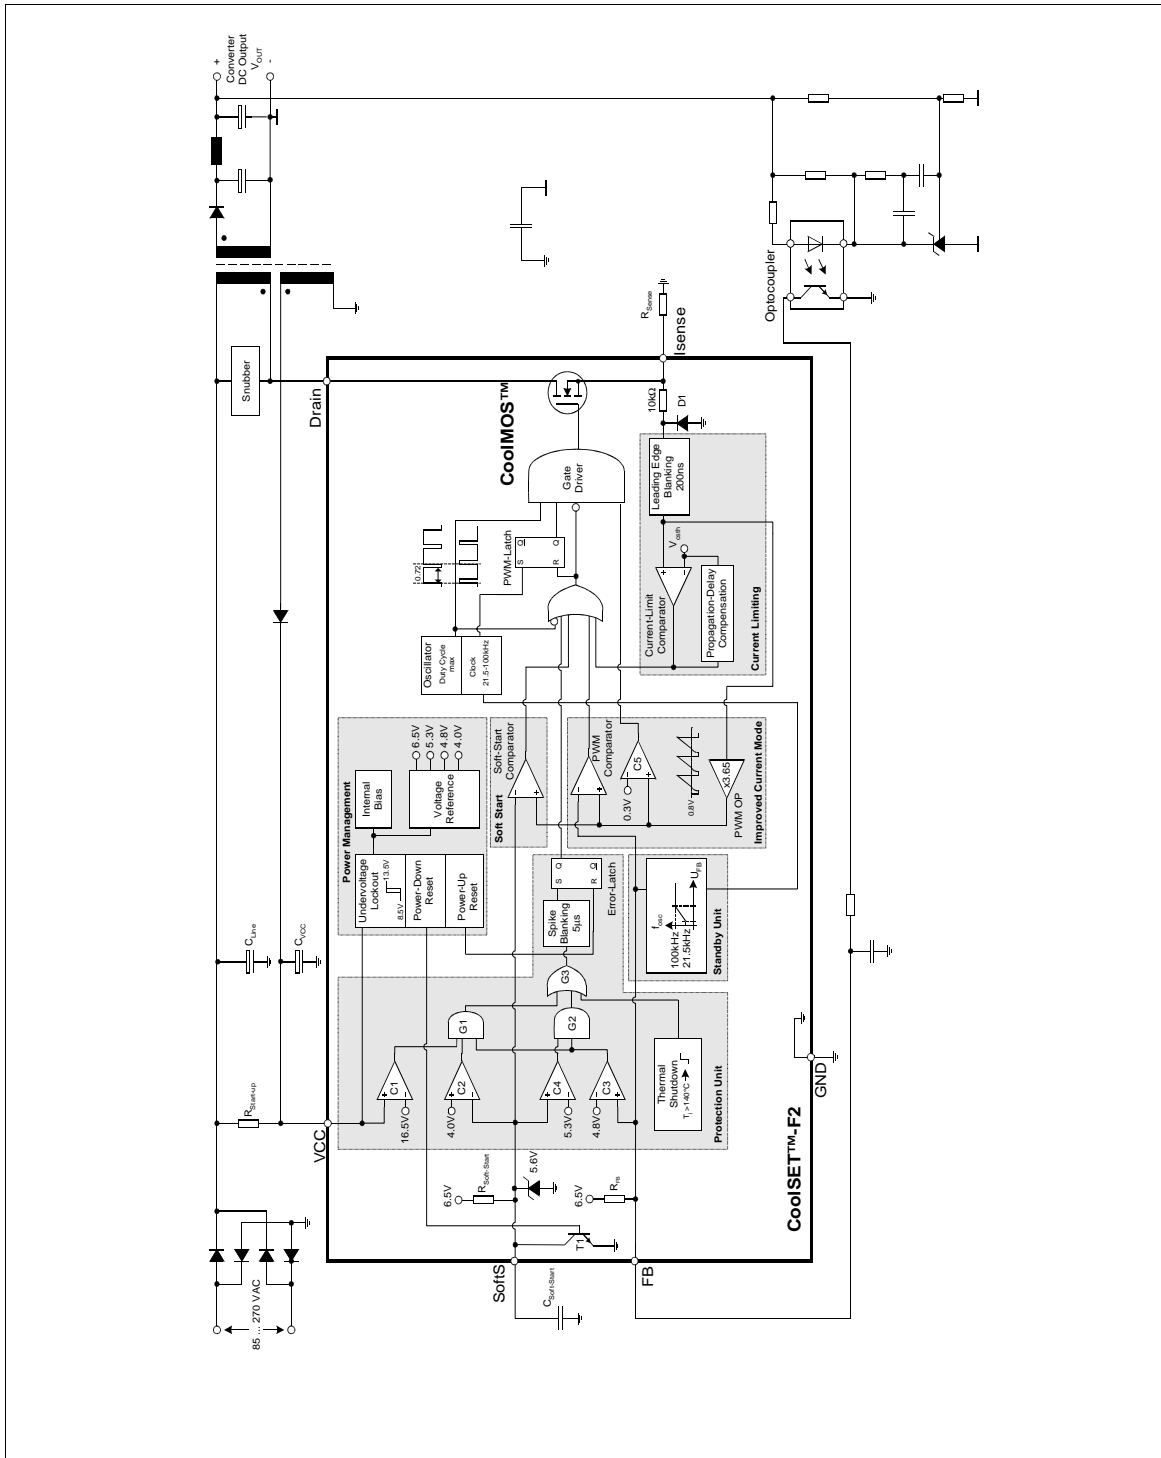 +
Converter
DC Output
VOUT
-
Snubber
Drain
CoolMOS™
Isense
RSense
Optocoupler
10kΩ
D1
Gate
Driver
Leading Edge
Blanking
200ns
0.72
PWM-Latch
S
Q
R
Q
Vcsth
Current-Limit
Comparator
Propagation-Delay
Compensation
Current Limiting
Oscillator
Duty Cycle
max
Clock
21.5-100kHz
Power Management
Internal
Bias
Voltage
Reference
6.5V
5.3V
4.8V
4.0V
Undervoltage
Lockout
13.5V
8.5V
Power-Down
Reset
Power-Up
Reset
Soft-Start
Comparator
Soft Start
PWM
Comparator
C5
0.3V
0.8V
x3.65
PWM OP
Improved Current Mode
CLine
CVCC
Spike
Blanking
5µs
S
Q
R
Q
Error-Latch
fosc
100kHz
21.5kHz
UFB
Standby Unit
G3
G1
G2
C1
C2
C4
C3
16.5V
4.0V
5.3V
4.8V
Thermal
Shutdown
Tj >140°C
Protection Unit
RStart-up
VCC
GND
6.5V
RSoft-Start
5.6V
6.5V
RFB
T1
CoolSET™-F2
SoftS
FB
CSoft-Start
85 ... 270 VAC